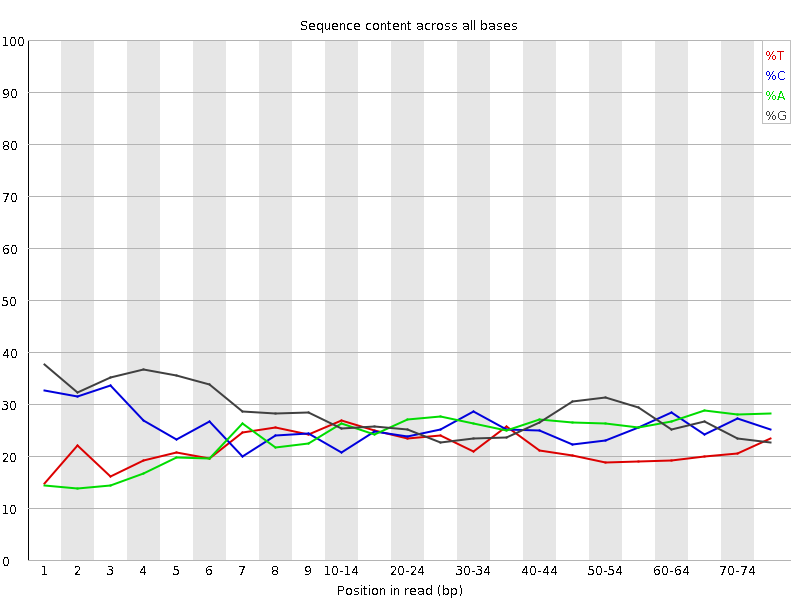 Sequence content across all bases
100
90
80
70
60
50
40
30
20
10
0
%T
%C
%A
%G
1 2 3 4 5 6 7 8 9 10-14 20-24 30-34 40-44 50-54 60-64 70-74
Position in read (bp)